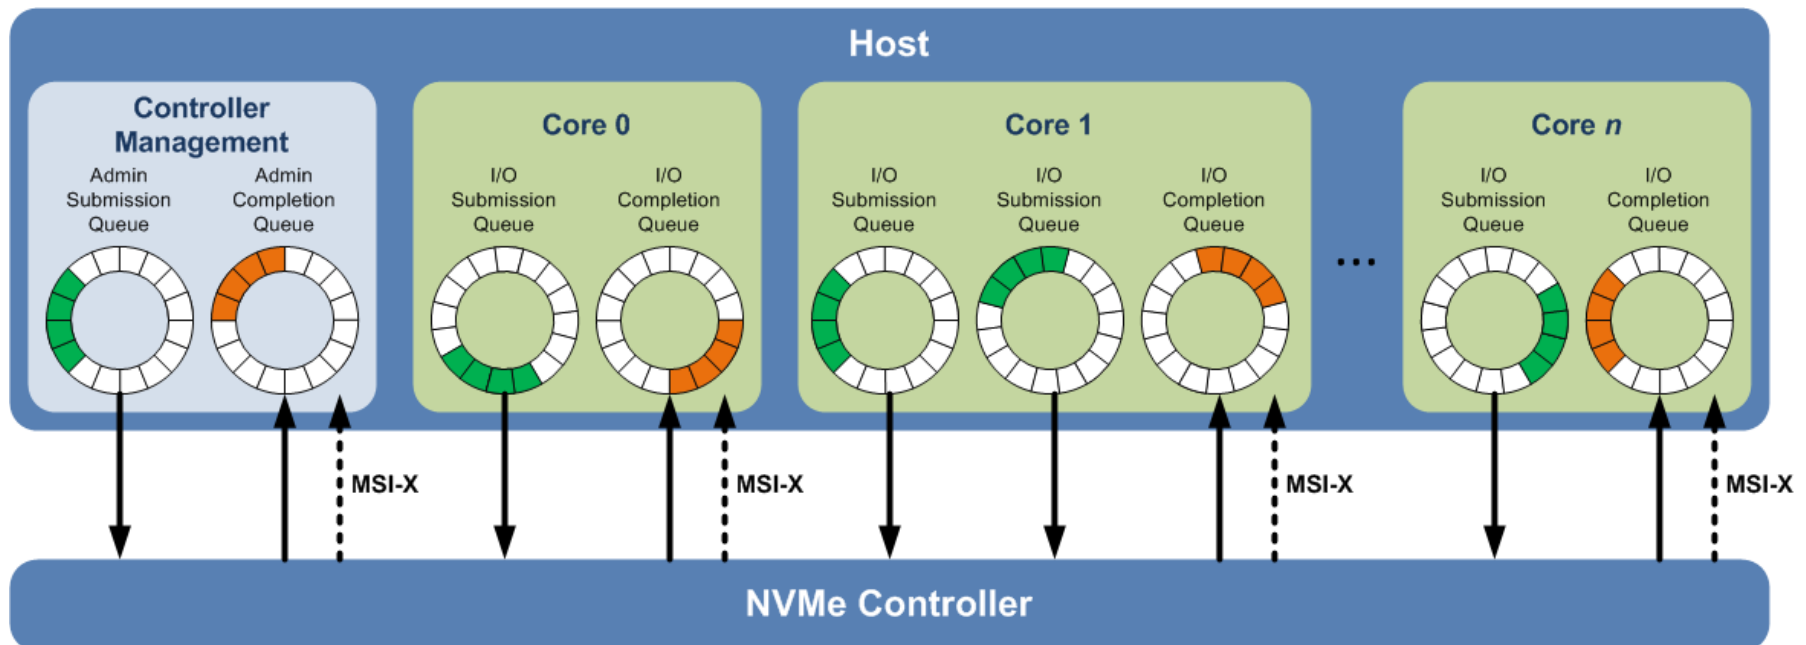 Host
Controller
Management
Admin
Submission
Queue
Admin
Completion
Queue
Core 0
I/O
Submission
Queue
I/O
Completion
Queue
Core 1
I/O
Submission
Queue
I/O
Submission
Queue
I/O
Completion
Queue
...
Core n
I/O
Submission
Queue
I/O
Completion
Queue
MSI-X
MSI-X
MSI-X
MSI-X
NVMe Controller